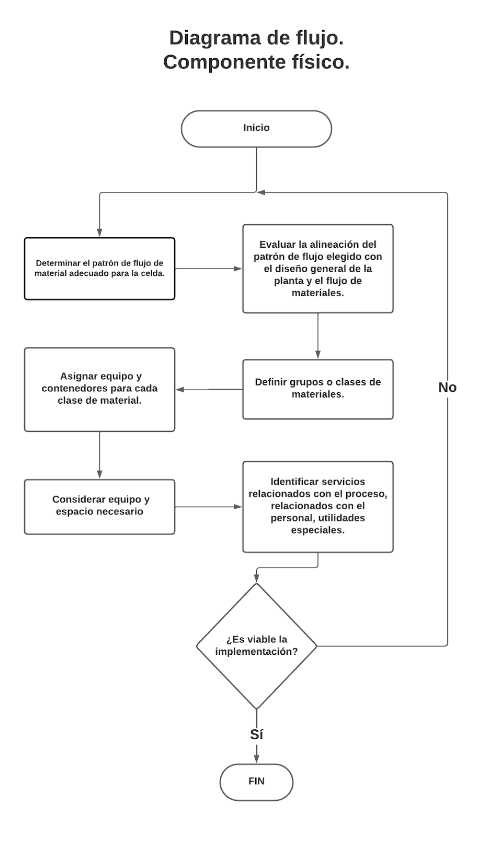 Diagrama de flujo.
Componente físico.
Inicio
Determinar el patrón de flujo de
material adecuado para la celda.
Evaluar la alineación del
patrón de flujo elegido con
el diseño general de la
planta y el flujo de
materiales.
Definir grupos o clases de
materiales.
Asignar equipo y
contenedores para cada
clase de material.
Considerar equipo y
espacio necesario
Identificar servicios
relacionados con el proceso,
relacionados con el
personal, utilidades
especiales.
¿Es viable la
implementación?
No
Sí
FIN